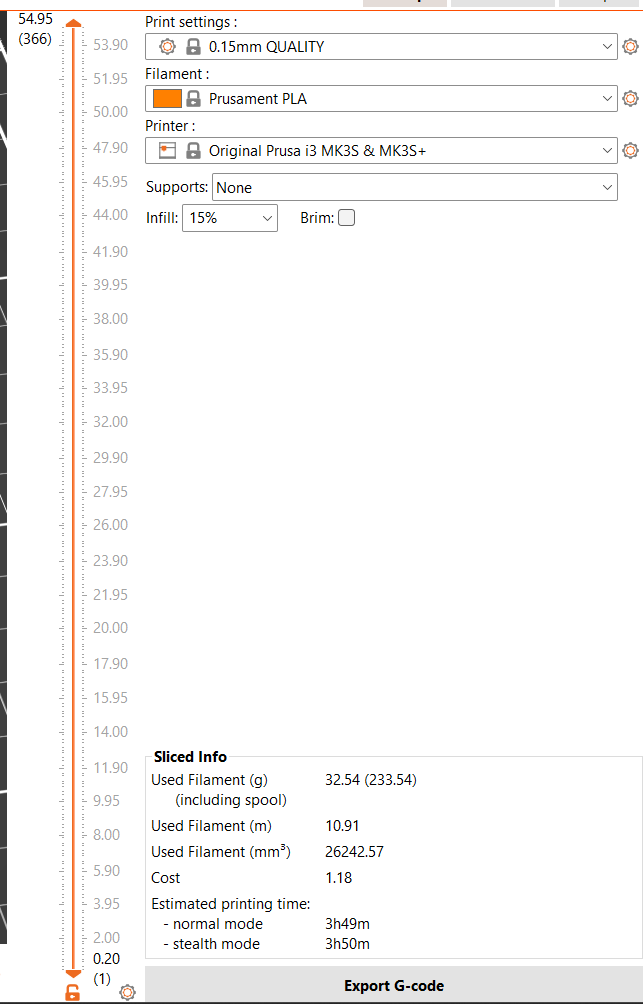 54.95
(366)
53.90
51.95
50.00
47.90
45.95
44.00
41.90
39.95
38.00
35.90
33.95
32.00
29.90
27.95
26.00
23.90
21.95
20.00
17.90
15.95
14.00
11.90
9.95
8.00
5.90
3.95
2.00
0.20
(1)
Print settings :
0.15mm QUALITY
Filament :
Prusament PLA
Printer :
Original Prusa i3 MK3S & MK3S+
Supports: None
Infill: 15% Brim:
Sliced Info
Used Filament (g) 32.54 (233.54)
(including spool)
Used Filament (m) 10.91
Used Filament (mm³) 26242.57
Cost 1.18
Estimated printing time:
- normal mode 3h49m
- stealth mode 3h50m
Export G-code